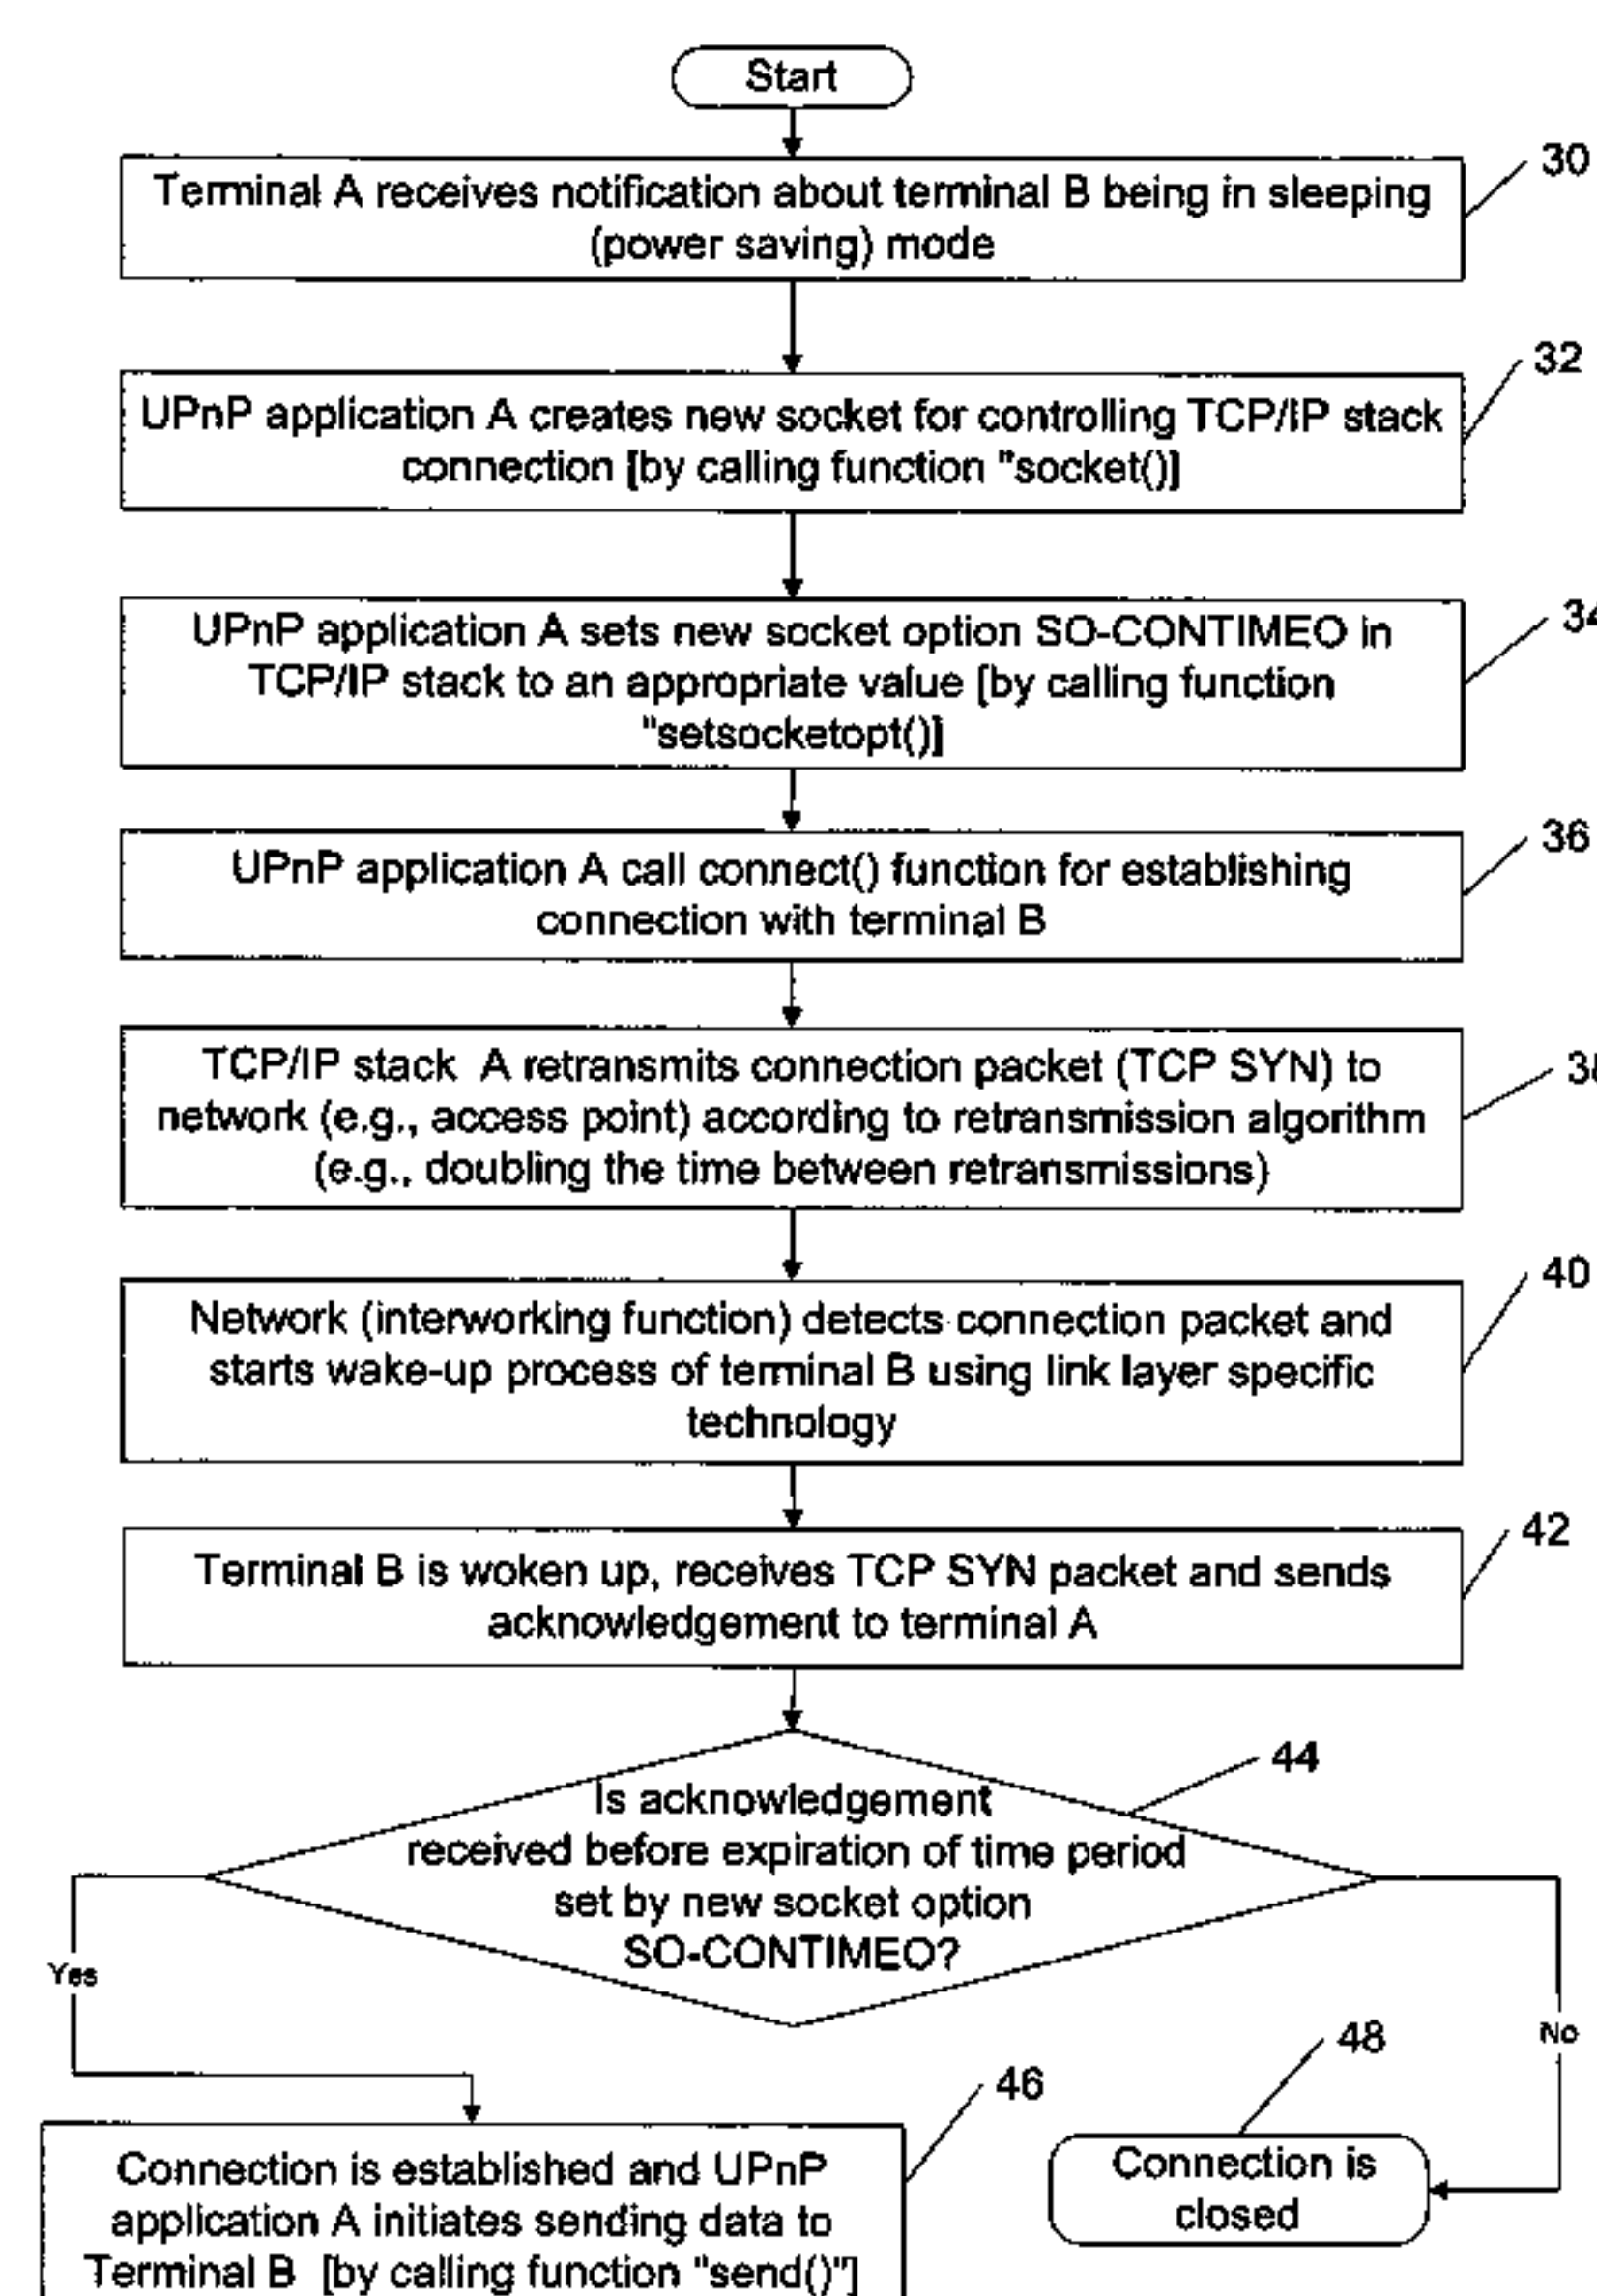 Start
30
Terminal A receives notification about terminal B being in sleeping
(power saving) mode
32
UPnP application A creates new socket for controlling TCP/IP stack
connection [by calling function "socket()]
34
UPnP application A sets new socket option SO-CONTIMEO in
TCP/IP stack to an appropriate value [by calling function
"setsocketopt()]
36
UPnP application A call connect() function for establishing
connection with terminal B
38
TCP/IP stack A retransmits connection packet (TCP SYN) to
network (e.g., access point) according to retransmission algorithm
(e.g., doubling the time between retransmissions)
40
Network (interworking function) detects connection packet and
starts wake-up process of terminal B using link layer specific
technology
42
Terminal B is woken up, receives TCP SYN packet and sends
acknowledgement to terminal A
44
Is acknowledgement
received before expiration of time period
set by new socket option
SO-CONTIMEO?
Yes
No
48
46
Connection is
closed
Connection is established and UPnP
application A initiates sending data to
Terminal B [by calling function "send()"]